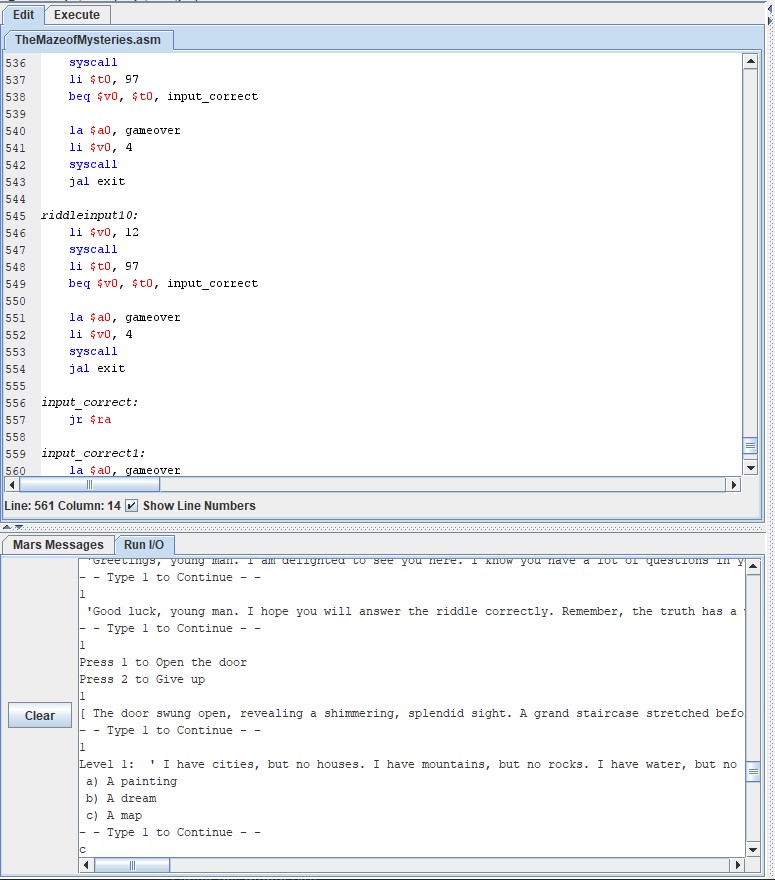 Edit Execute
TheMazeofMysteries.asm
536 syscall
537 li $t0, 97
538 beq $v0, $t0, input_correct
539
540 la $a0, gameover
541 li $v0, 4
542 syscall
543 jal exit
544
545 riddleinput10:
546 li $v0, 12
547 syscall
548 li $t0, 97
549 beq $v0, $t0, input_correct
550
551 la $a0, gameover
552 li $v0, 4
553 syscall
554 jal exit
555
556 input_correct:
557 jr $ra
558
559 input_correct1:
560 la $a0, gameover
Line: 561 Column: 14 Show Line Numbers
Mars Messages Run I/O
'Greetings, young man. I am delighted to see you here. I know you have a lot of questions in y
- - Type 1 to Continue - -
1
'Good luck, young man. I hope you will answer the riddle correctly. Remember, the truth has a
- - Type 1 to Continue - -
1
Press 1 to Open the door
Press 2 to Give up
1
[ The door swung open, revealing a shimmering, splendid sight. A grand staircase stretched befo
- - Type 1 to Continue - -
1
Level 1: ' I have cities, but no houses. I have mountains, but no rocks. I have water, but no
a) A painting
b) A dream
c) A map
- - Type 1 to Continue - -
c
Clear